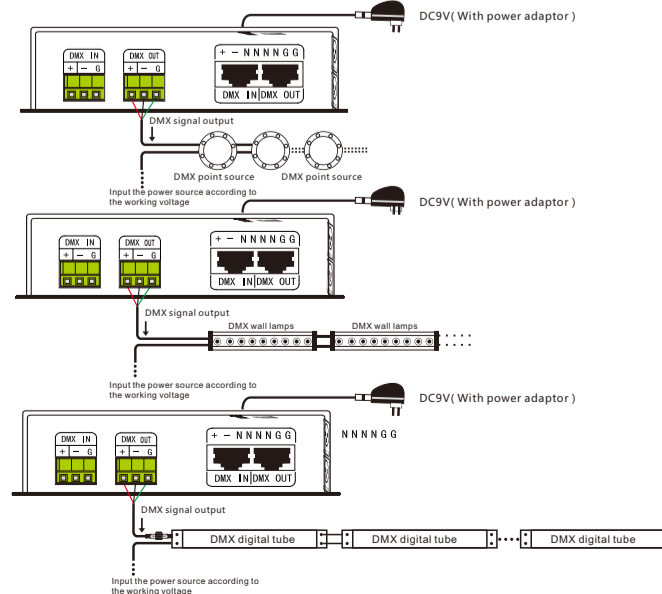 DC9V( With power adaptor )
DMX IN
DMX OUT
+ − G
+ − G
+ − N N N N G G
DMX IN DMX OUT
DMX signal output
DMX point source
DMX point source
Input the power source according to
the working voltage
DC9V( With power adaptor )
DMX IN
DMX OUT
+ − G
+ − G
+ − N N N N G G
DMX IN DMX OUT
DMX signal output
DMX wall lamps
DMX wall lamps
Input the power source according to
the working voltage
DC9V( With power adaptor )
DMX IN
DMX OUT
+ − G
+ − G
+ − N N N N G G
N N N N G G
DMX IN DMX OUT
DMX signal output
DMX digital tube
DMX digital tube
DMX digital tube
Input the power source according to
the working voltage